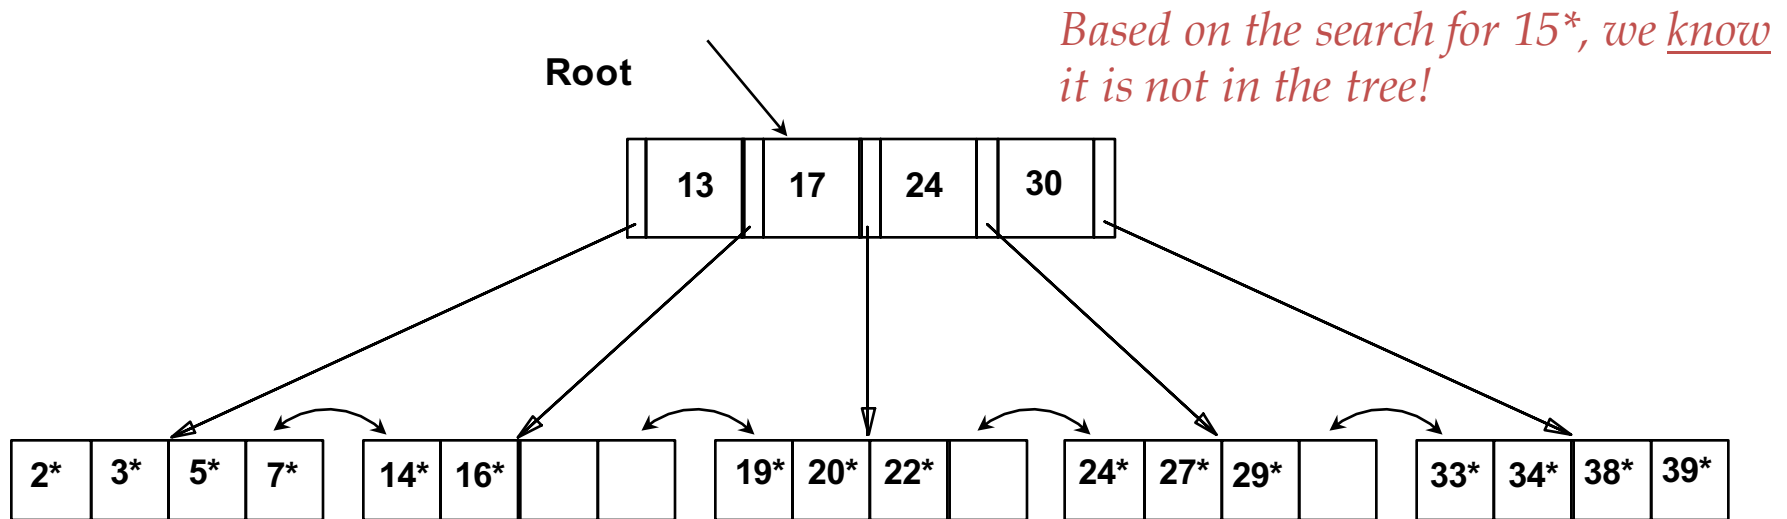 Based on the search for 15*, we know
it is not in the tree!
Root
13 17 24 30
2* 3* 5* 7* 14* 16* 19* 20* 22* 24* 27* 29* 33* 34* 38* 39*